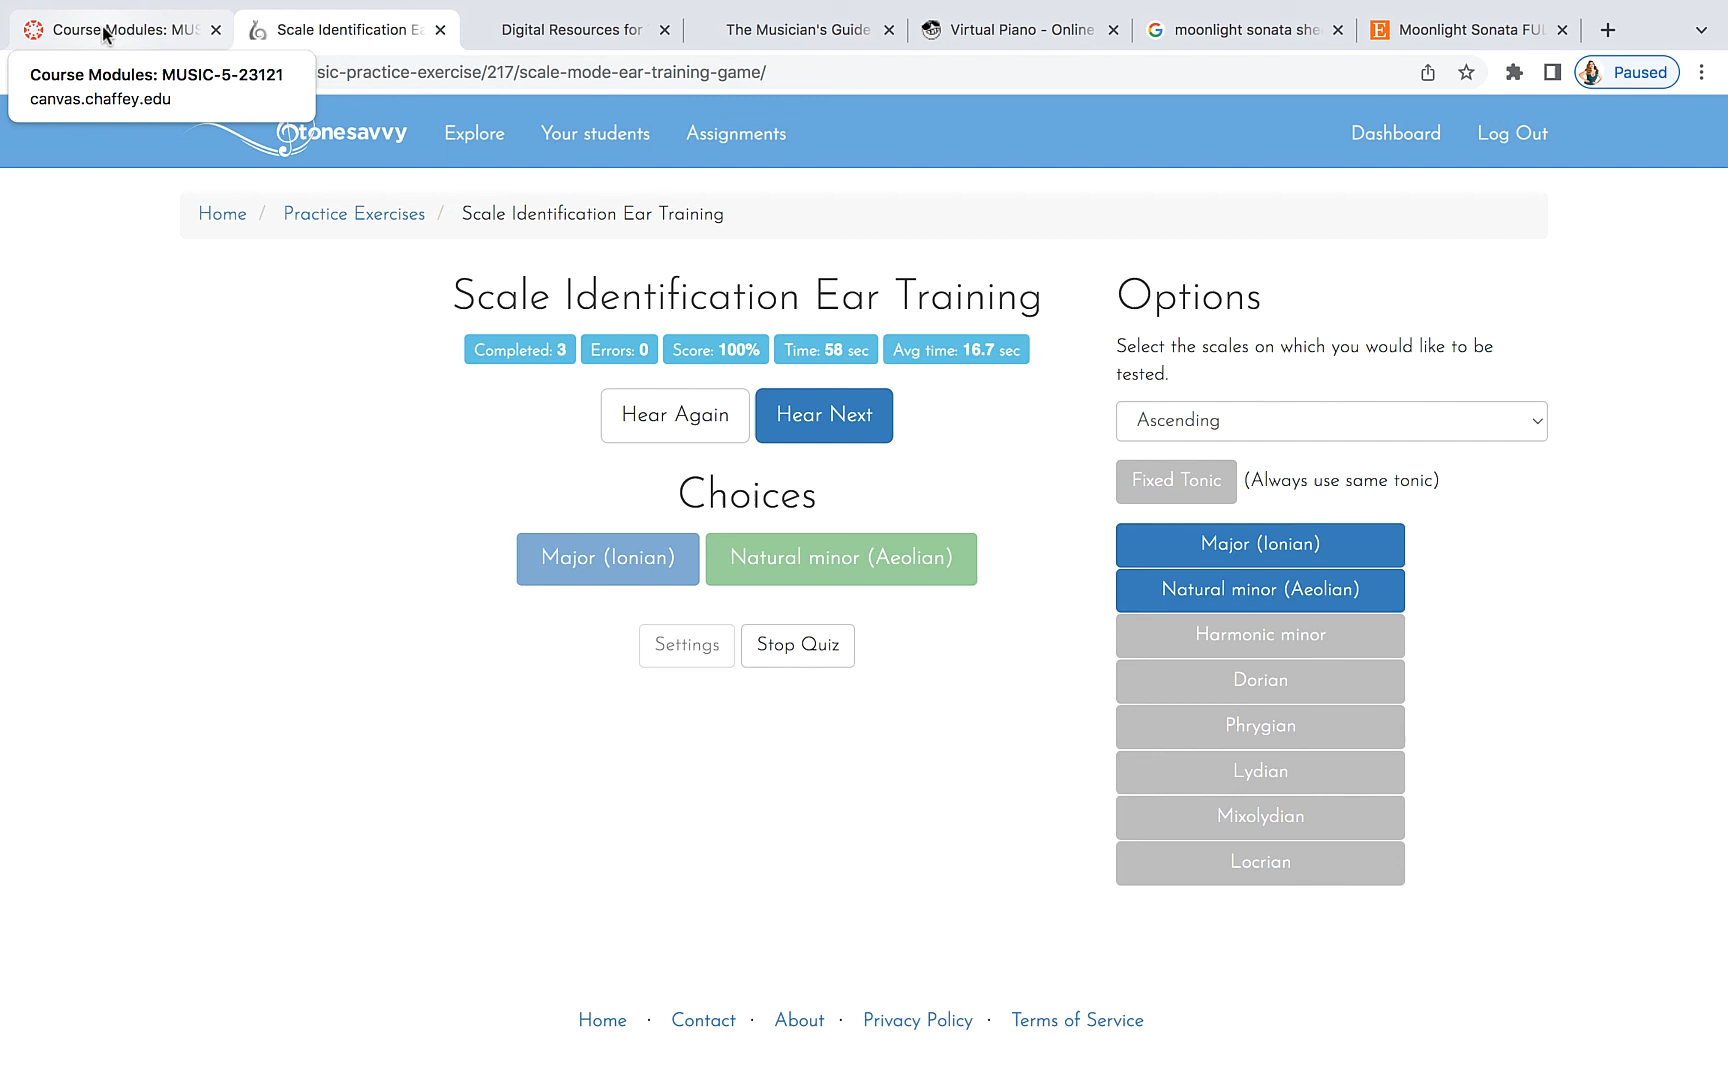 Course Modules: MUS
Scale Identification Ea
Digital Resources for
The Musician's Guide
Virtual Piano - Online
moonlight sonata she
Moonlight Sonata FUL
Course Modules: MUSIC-5-23121
canvas.chaffey.edu
sic-practice-exercise/217/scale-mode-ear-training-game/
Paused
tonesavvy
Explore
Your students
Assignments
Dashboard
Log Out
Home / Practice Exercises / Scale Identification Ear Training
Scale Identification Ear Training
Completed: 3
Errors: 0
Score: 100%
Time: 58 sec
Avg time: 16.7 sec
Hear Again
Hear Next
Choices
Major (Ionian)
Natural minor (Aeolian)
Settings
Stop Quiz
Options
Select the scales on which you would like to be
tested.
Ascending
Fixed Tonic (Always use same tonic)
Major (Ionian)
Natural minor (Aeolian)
Harmonic minor
Dorian
Phrygian
Lydian
Mixolydian
Locrian
Home · Contact · About · Privacy Policy · Terms of Service